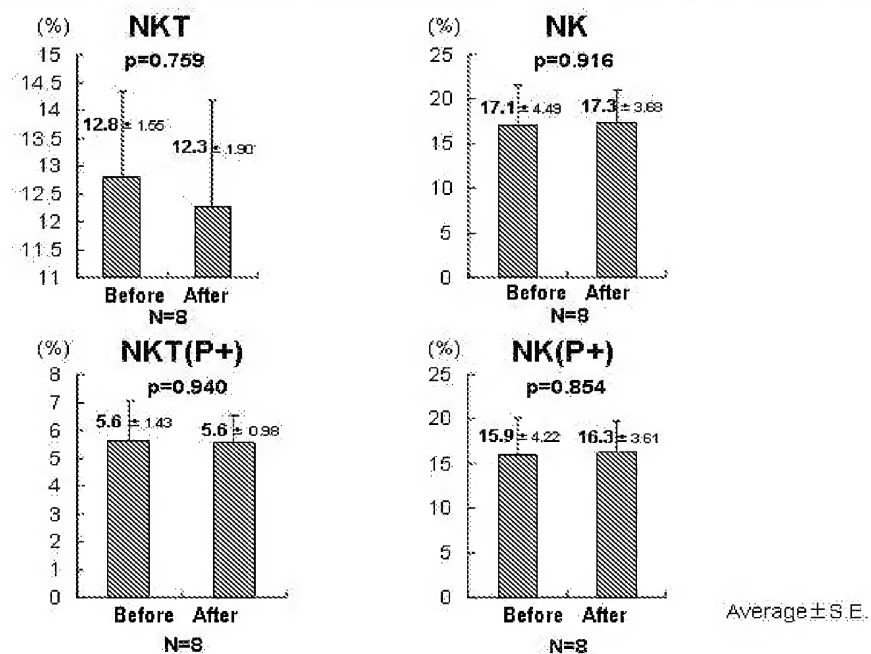 NKT
(%)
p=0.759
15
14.5
14
13.5
13
12.5
12
11.5
11
12.8 ± 1.55
12.3 ± 1.90
Before After
N=8
NK
(%)
p=0.916
25
20
15
10
5
0
17.1 ± 4.49
17.3 ± 3.68
Before After
N=8
NKT(P+)
(%)
p=0.940
8
7
6
5
4
3
2
1
0
5.6 ± 1.43
5.6 ± 0.98
Before After
N=8
NK(P+)
(%)
p=0.854
25
20
15
10
5
0
15.9 ± 4.22
16.3 ± 3.61
Before After
N=8
Average±S.E.